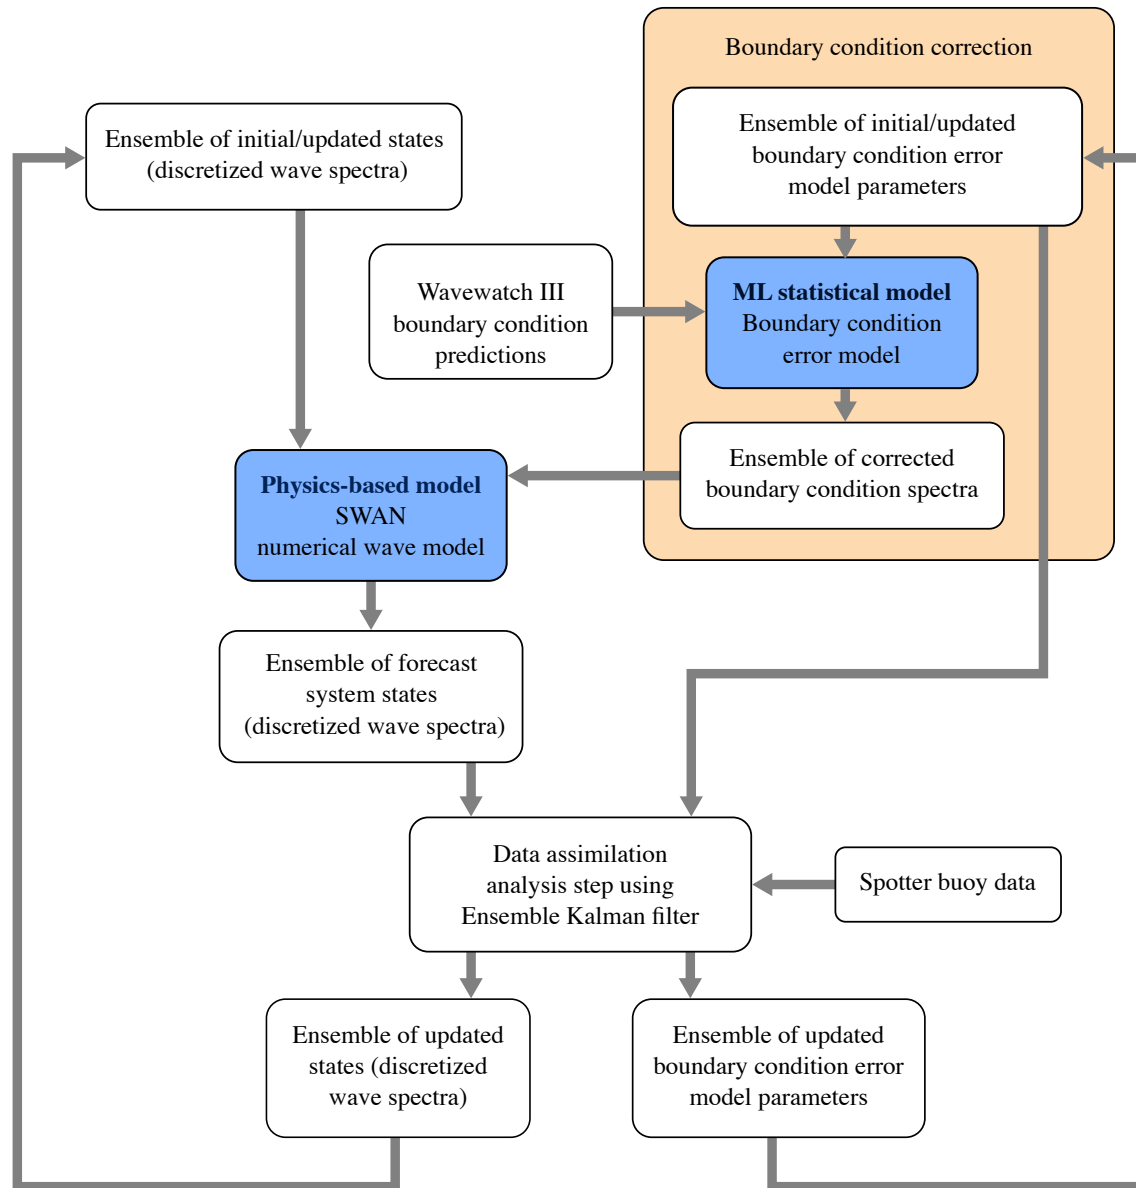 Boundary condition correction
Ensemble of initial/updated states
(discretized wave spectra)
Ensemble of initial/updated
boundary condition error
model parameters
Wavewatch III
boundary condition
predictions
ML statistical model
Boundary condition
error model
Ensemble of corrected
boundary condition spectra
Physics-based model
SWAN
numerical wave model
Ensemble of forecast
system states
(discretized wave spectra)
Data assimilation
analysis step using
Ensemble Kalman filter
Spotter buoy data
Ensemble of updated
states (discretized
wave spectra)
Ensemble of updated
boundary condition error
model parameters